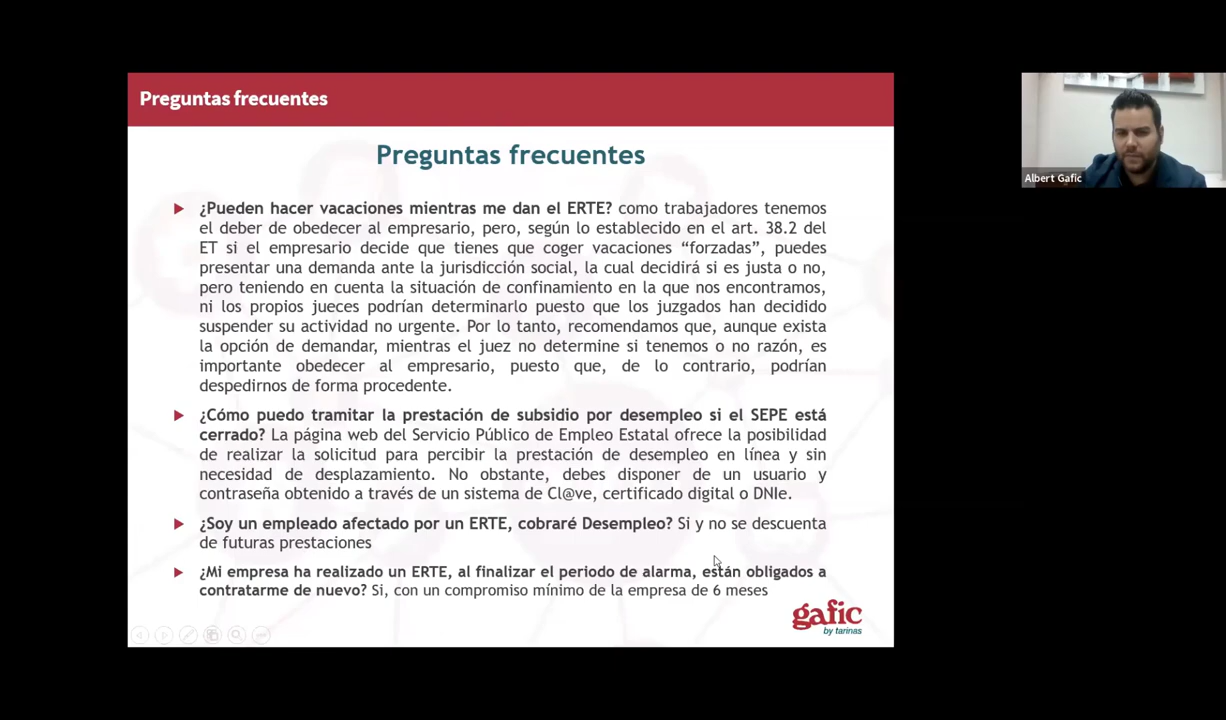 Preguntas frecuentes
Preguntas frecuentes
¿Pueden hacer vacaciones mientras me dan el ERTE? como trabajadores tenemos
el deber de obedecer al empresario, pero, según lo establecido en el art. 38.2 del
ET si el empresario decide que tienes que coger vacaciones “forzadas”, puedes
presentar una demanda ante la jurisdicción social, la cual decidirá si es justa o no,
pero teniendo en cuenta la situación de confinamiento en la que nos encontramos,
ni los propios jueces podrían determinarlo puesto que los juzgados han decidido
suspender su actividad no urgente. Por lo tanto, recomendamos que, aunque exista
la opción de demandar, mientras el juez no determine si tenemos o no razón, es
importante obedecer al empresario, puesto que, de lo contrario, podrían
despedirnos de forma procedente.
¿Cómo puedo tramitar la prestación de subsidio por desempleo si el SEPE está
cerrado? La página web del Servicio Público de Empleo Estatal ofrece la posibilidad
de realizar la solicitud para percibir la prestación de desempleo en línea y sin
necesidad de desplazamiento. No obstante, debes disponer de un usuario y
contraseña obtenido a través de un sistema de Cl@ve, certificado digital o DNIe.
¿Soy un empleado afectado por un ERTE, cobraré Desempleo? Si y no se descuenta
de futuras prestaciones
¿Mi empresa ha realizado un ERTE, al finalizar el periodo de alarma, están obligados a
contratarme de nuevo? Si, con un compromiso mínimo de la empresa de 6 meses
gafic
by tarinas
Albert Gafic